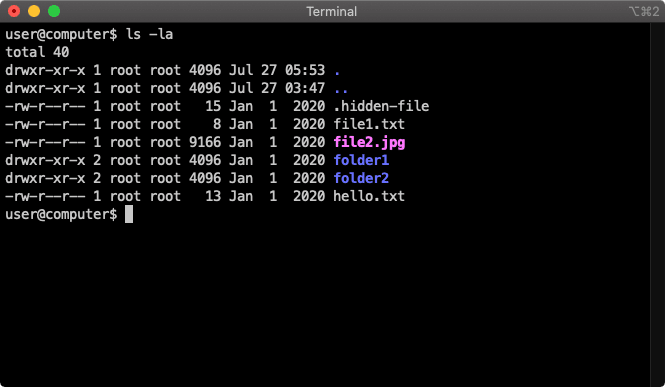 Terminal
⌥⌘2
user@computer$ ls -la
total 40
drwxr-xr-x 1 root root 4096 Jul 27 05:53 .
drwxr-xr-x 1 root root 4096 Jul 27 03:47 ..
-rw-r--r-- 1 root root   15 Jan  1  2020 .hidden-file
-rw-r--r-- 1 root root    8 Jan  1  2020 file1.txt
-rw-r--r-- 1 root root 9166 Jan  1  2020 file2.jpg
drwxr-xr-x 2 root root 4096 Jan  1  2020 folder1
drwxr-xr-x 2 root root 4096 Jan  1  2020 folder2
-rw-r--r-- 1 root root   13 Jan  1  2020 hello.txt
user@computer$